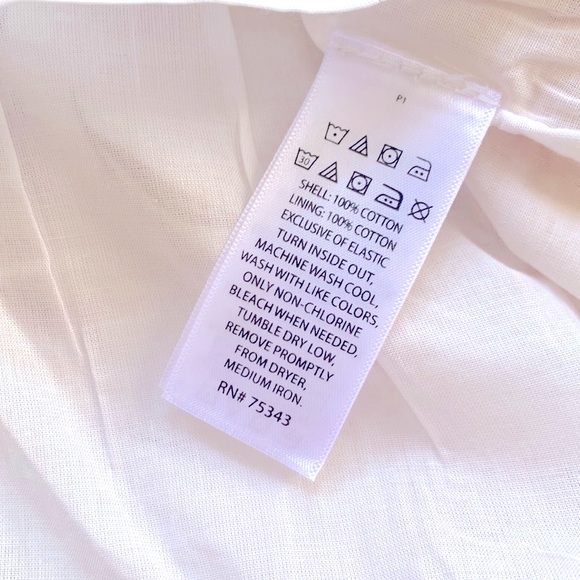 P1
30
SHELL: 100% COTTON
LINING: 100% COTTON
EXCLUSIVE OF ELASTIC
TURN INSIDE OUT,
MACHINE WASH COOL,
WASH WITH LIKE COLORS,
ONLY NON-CHLORINE
BLEACH WHEN NEEDED,
TUMBLE DRY LOW,
REMOVE PROMPTLY
FROM DRYER,
MEDIUM IRON.
RN# 75343